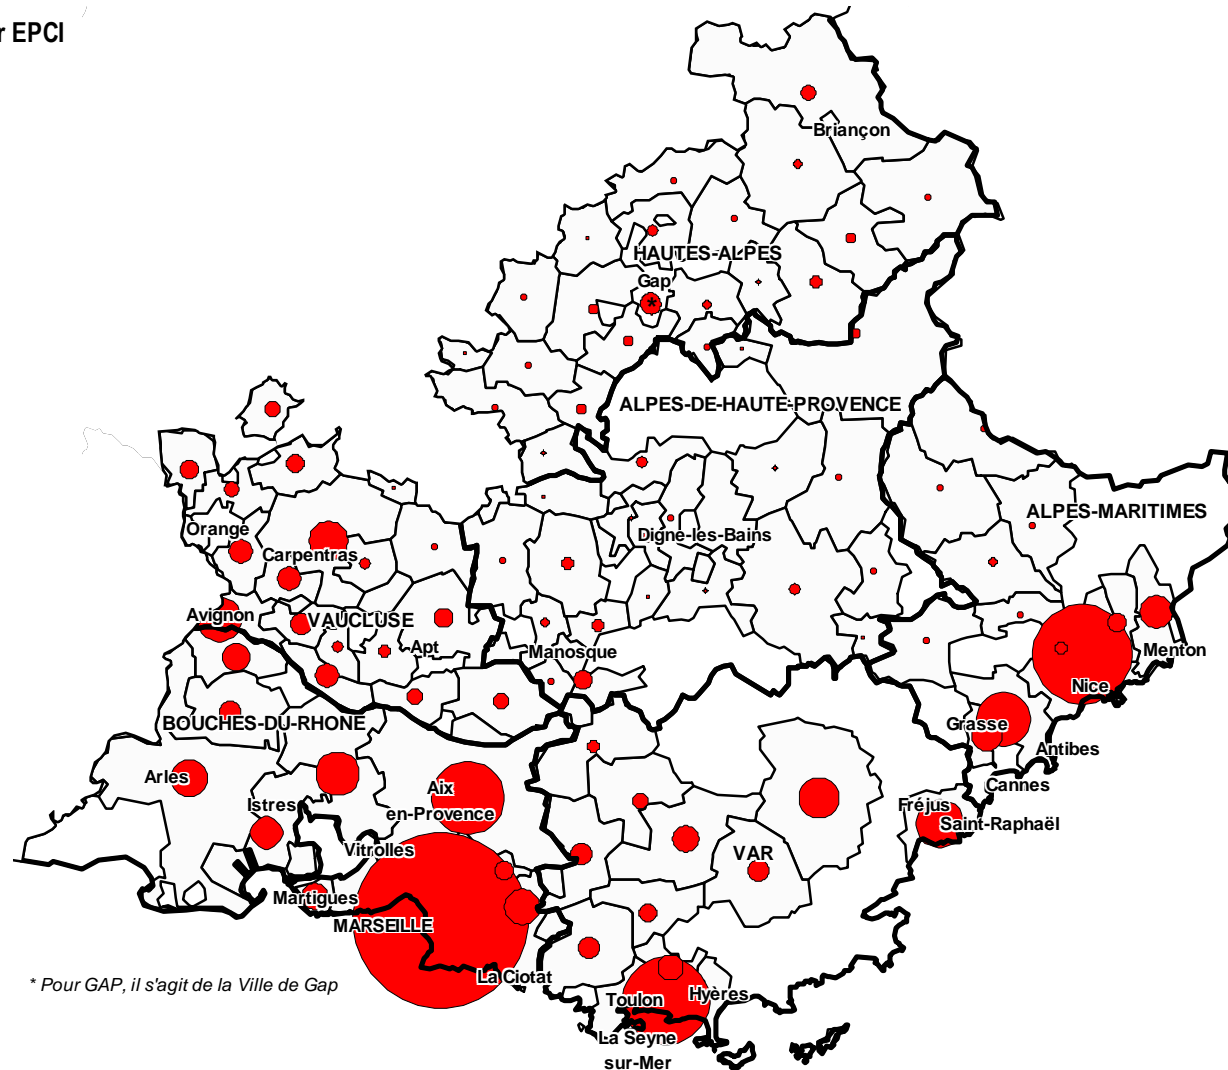 r EPCI
Briançon
HAUTES-ALPES
Gap
*
ALPES-DE-HAUTE-PROVENCE
ALPES-MARITIMES
Orange
Digne-les-Bains
Carpentras
Avignon
VAUCLUSE
Apt
Manosque
Menton
Nice
BOUCHES-DU-RHONE
Grasse
Antibes
Arles
Aix
en-Provence
Cannes
Istres
Fréjus
Saint-Raphaël
Vitrolles
VAR
Martigues
MARSEILLE
La Ciotat
* Pour GAP, il s'agit de la Ville de Gap
Toulon
Hyères
La Seyne
sur-Mer